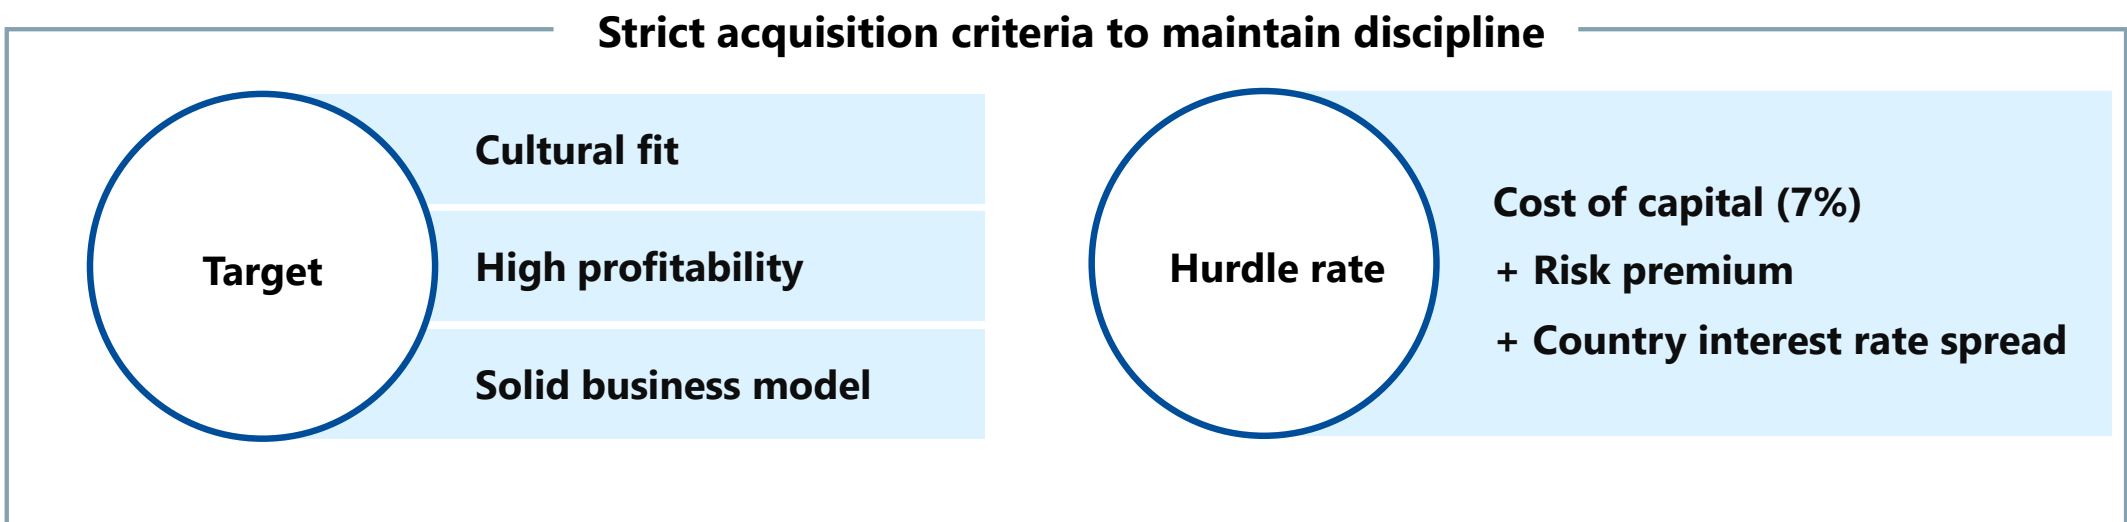 Strict acquisition criteria to maintain discipline
Target
Cultural fit
High profitability
Solid business model
Hurdle rate
Cost of capital (7%)
+ Risk premium
+ Country interest rate spread